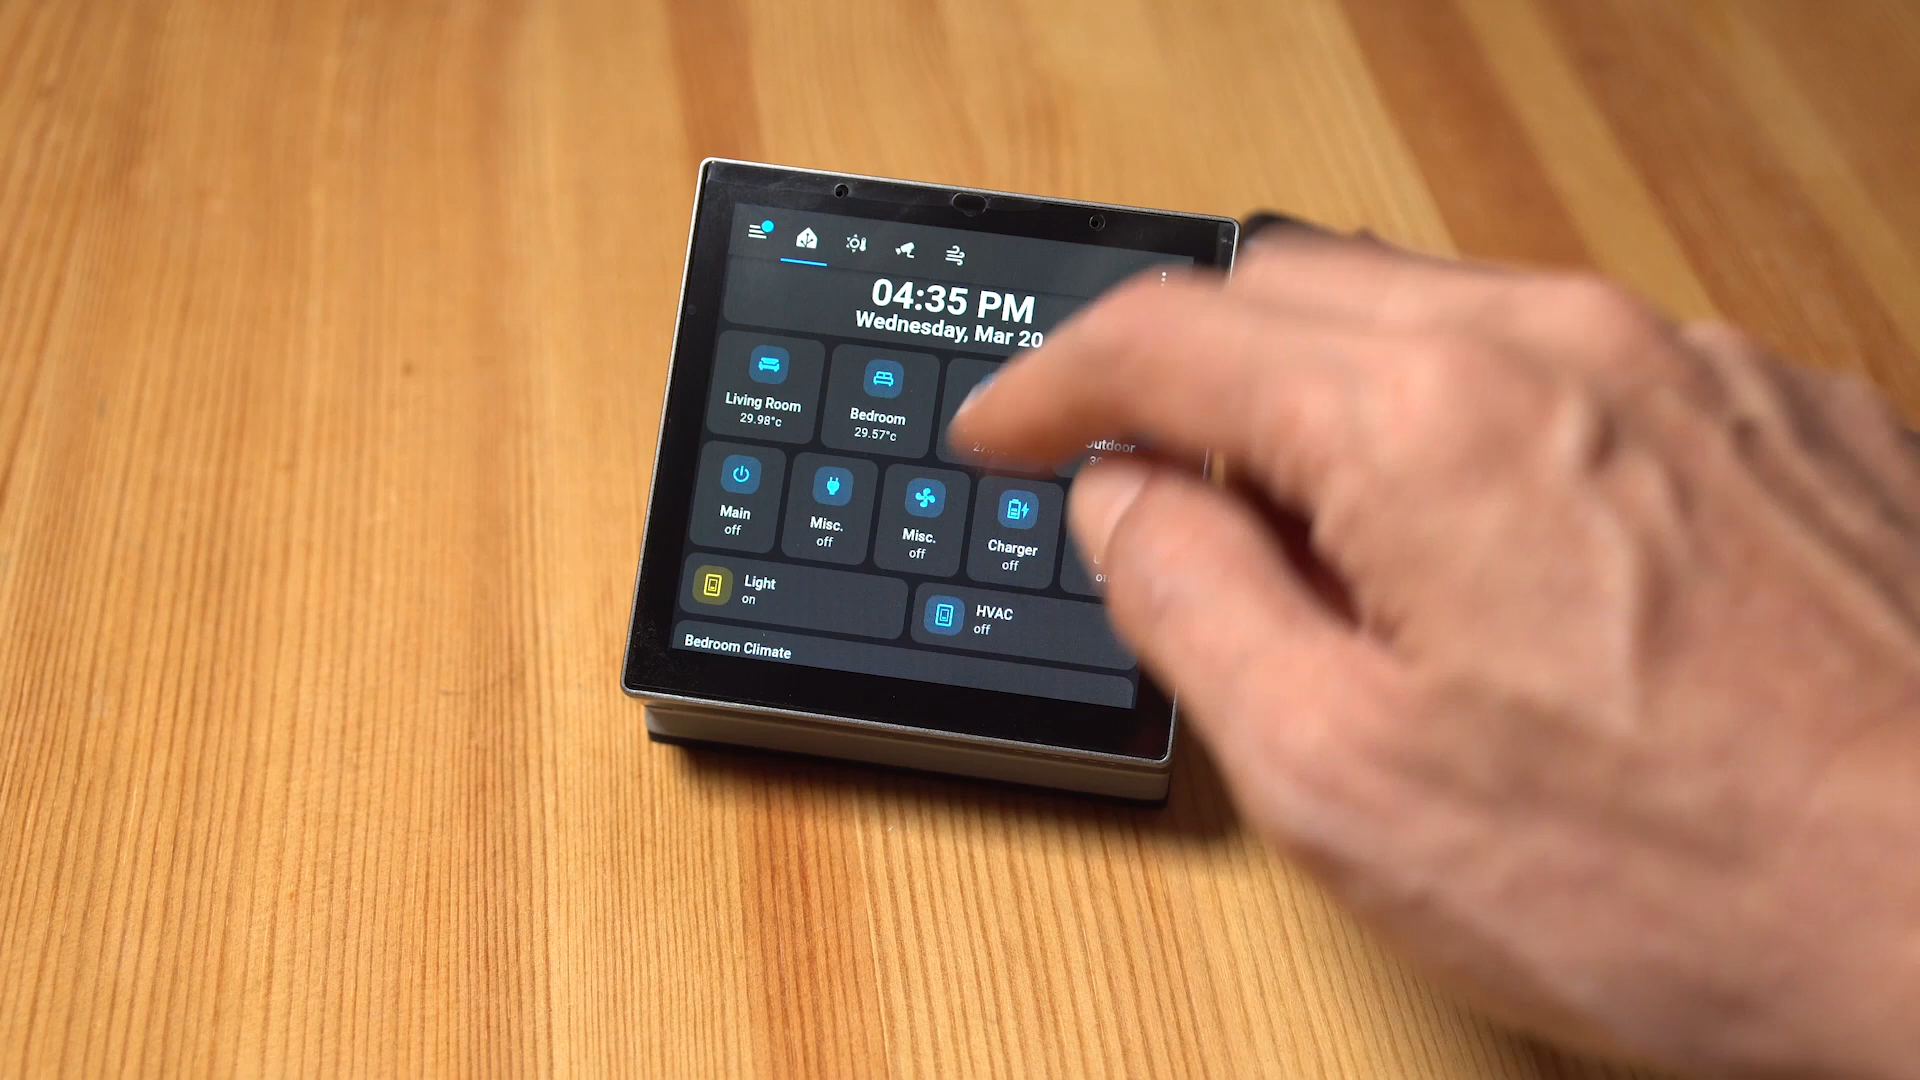 04:35 PM
Wednesday, Mar 20
Living Room
29.98°c
Bedroom
29.57°c
Outdoor
Main
off
Misc.
off
Misc.
off
Charger
off
Light
on
HVAC
off
Bedroom Climate